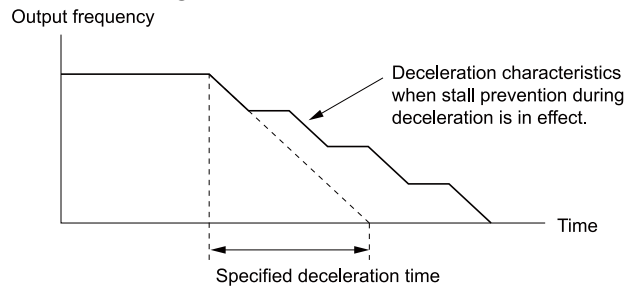 Output frequency
Deceleration characteristics
when stall prevention during
deceleration is in effect.
Time
Specified deceleration time